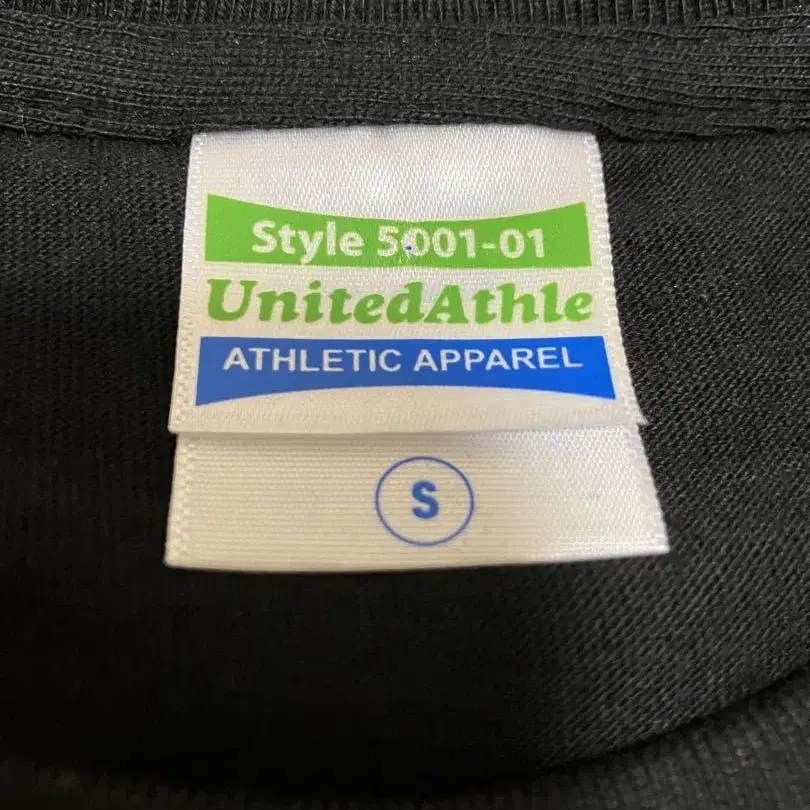 Style 5001-01
UnitedAthle
ATHLETIC APPAREL
S